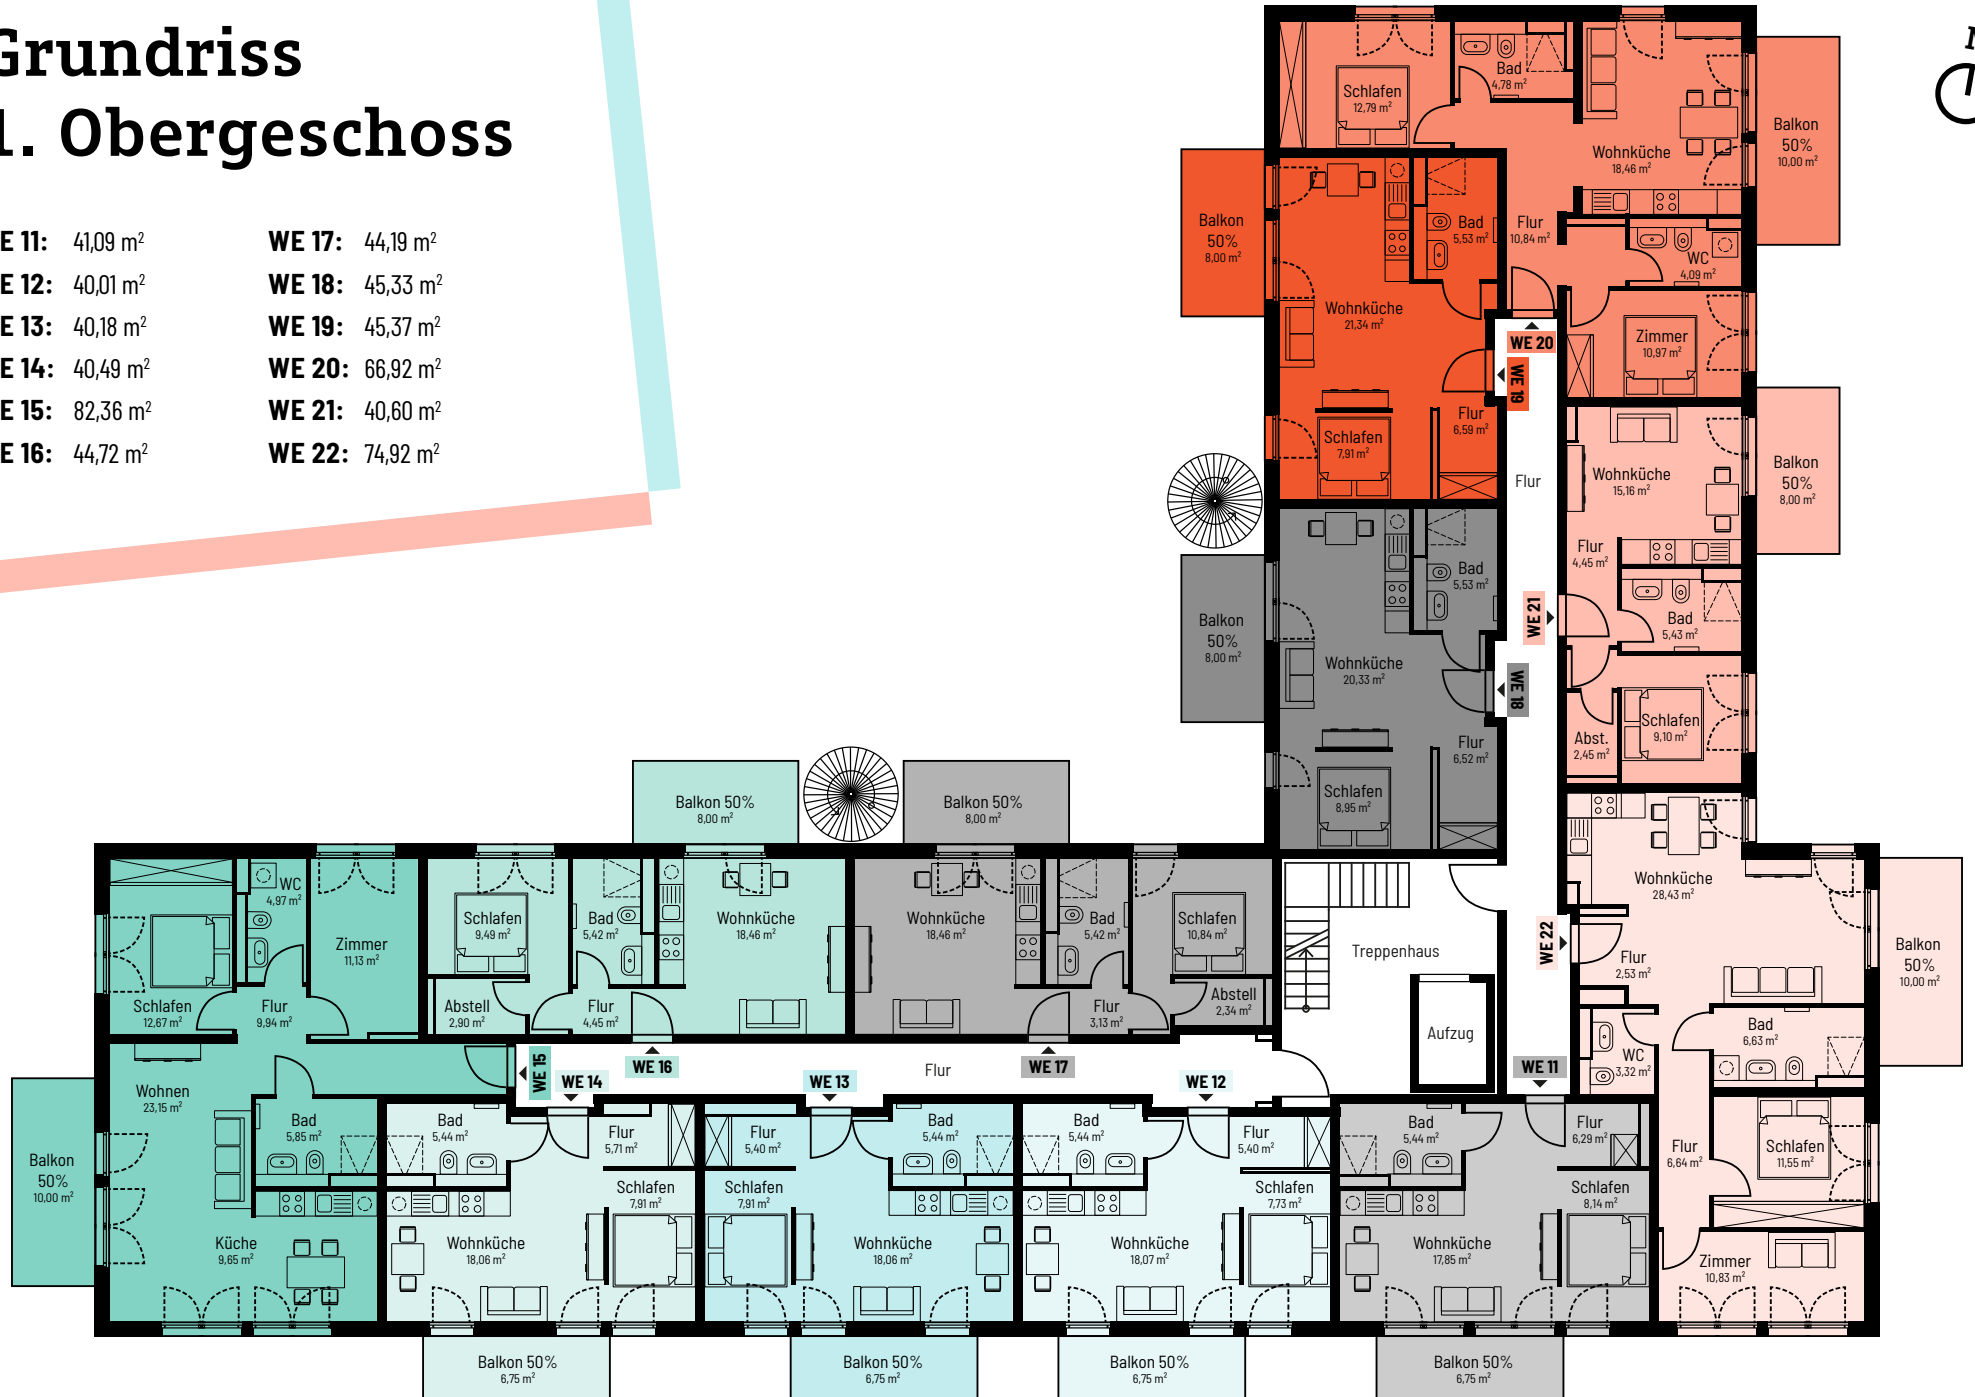 Grundriss
1. Obergeschoss
E 11: 41,09 m²
WE 17: 44,19 m²
E 12: 40,01 m²
WE 18: 45,33 m²
E 13: 40,18 m²
WE 19: 45,37 m²
E 14: 40,49 m²
WE 20: 66,92 m²
E 15: 82,36 m²
WE 21: 40,60 m²
E 16: 44,72 m²
WE 22: 74,92 m²
Schlafen
12,79 m²
Bad
4,78 m²
Wohnküche
18,46 m²
Balkon
50%
10,00 m²
Flur
10,84 m²
WC
4,09 m²
Zimmer
10,97 m²
WE 20
Balkon
50%
8,00 m²
Bad
5,53 m²
Wohnküche
21,34 m²
WE 19
Schlafen
7,91 m²
Flur
6,59 m²
Flur
Wohnküche
15,16 m²
Balkon
50%
8,00 m²
Flur
4,45 m²
Bad
5,43 m²
WE 21
Abst.
2,45 m²
Schlafen
9,10 m²
Balkon
50%
8,00 m²
Bad
5,53 m²
Wohnküche
20,33 m²
WE 18
Flur
6,52 m²
Schlafen
8,95 m²
Wohnküche
28,43 m²
WE 22
Flur
2,53 m²
Balkon
50%
10,00 m²
WC
3,32 m²
Bad
6,63 m²
Flur
6,64 m²
Schlafen
11,55 m²
Zimmer
10,83 m²
Treppenhaus
Aufzug
Balkon 50%
8,00 m²
Balkon 50%
8,00 m²
WC
4,97 m²
Zimmer
11,13 m²
Schlafen
12,67 m²
Flur
9,94 m²
Schlafen
9,49 m²
Bad
5,42 m²
Wohnküche
18,46 m²
Abstell
2,90 m²
Flur
4,45 m²
Wohnküche
18,46 m²
Bad
5,42 m²
Schlafen
10,84 m²
Flur
3,13 m²
Abstell
2,34 m²
WE 15
WE 14
WE 16
WE 13
Flur
WE 17
WE 12
WE 11
Wohnen
23,15 m²
Bad
5,85 m²
Balkon
50%
10,00 m²
Küche
9,65 m²
Bad
5,44 m²
Flur
5,71 m²
Schlafen
7,91 m²
Wohnküche
18,06 m²
Flur
5,40 m²
Bad
5,44 m²
Schlafen
7,91 m²
Wohnküche
18,06 m²
Bad
5,44 m²
Flur
5,40 m²
Schlafen
7,73 m²
Wohnküche
18,07 m²
Bad
5,44 m²
Flur
6,29 m²
Schlafen
8,14 m²
Wohnküche
17,85 m²
Balkon 50%
6,75 m²
Balkon 50%
6,75 m²
Balkon 50%
6,75 m²
Balkon 50%
6,75 m²